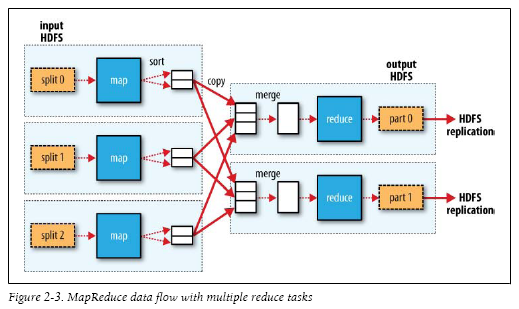 input
HDFS
split 0
map
sort
copy
split 1
map
split 2
map
output
HDFS
merge
reduce
part 0
HDFS
replication
merge
reduce
part 1
HDFS
replication
Figure 2-3. MapReduce data flow with multiple reduce tasks